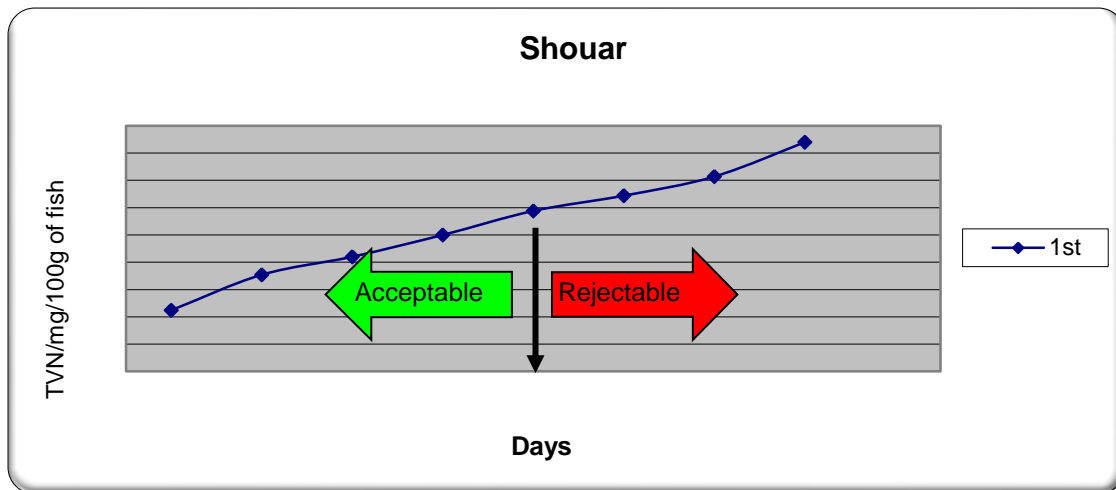 Shouar
TVN/mg/100g of fish
Acceptable
Rejectable
1st
Days